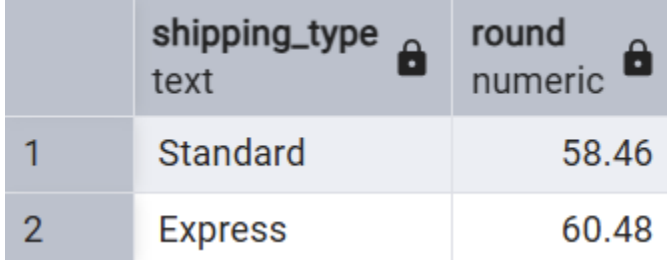 shipping_type round
text numeric
1 Standard 58.46
2 Express 60.48